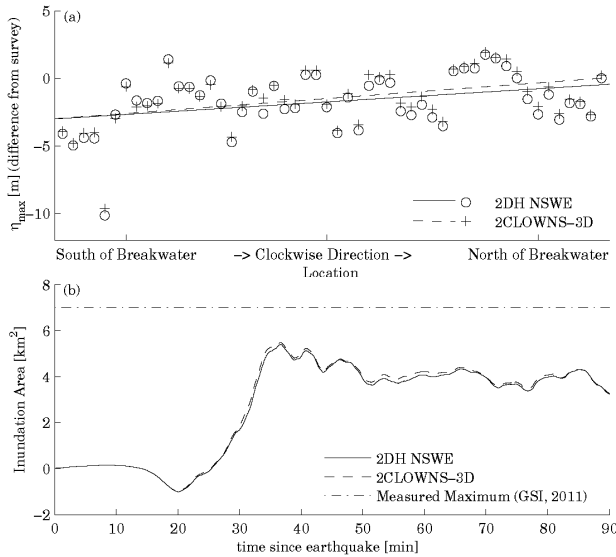 (a)
5
0
−5
−10
η_max [m] (difference from survey)
2DH NSWE
2CLOWNS−3D
South of Breakwater −> Clockwise Direction −> North of Breakwater
Location
(b)
8
6
4
2
0
−2
Inundation Area [km²]
2DH NSWE
2CLOWNS−3D
Measured Maximum (GSI, 2011)
0 10 20 30 40 50 60 70 80 90
time since earthquake [min]